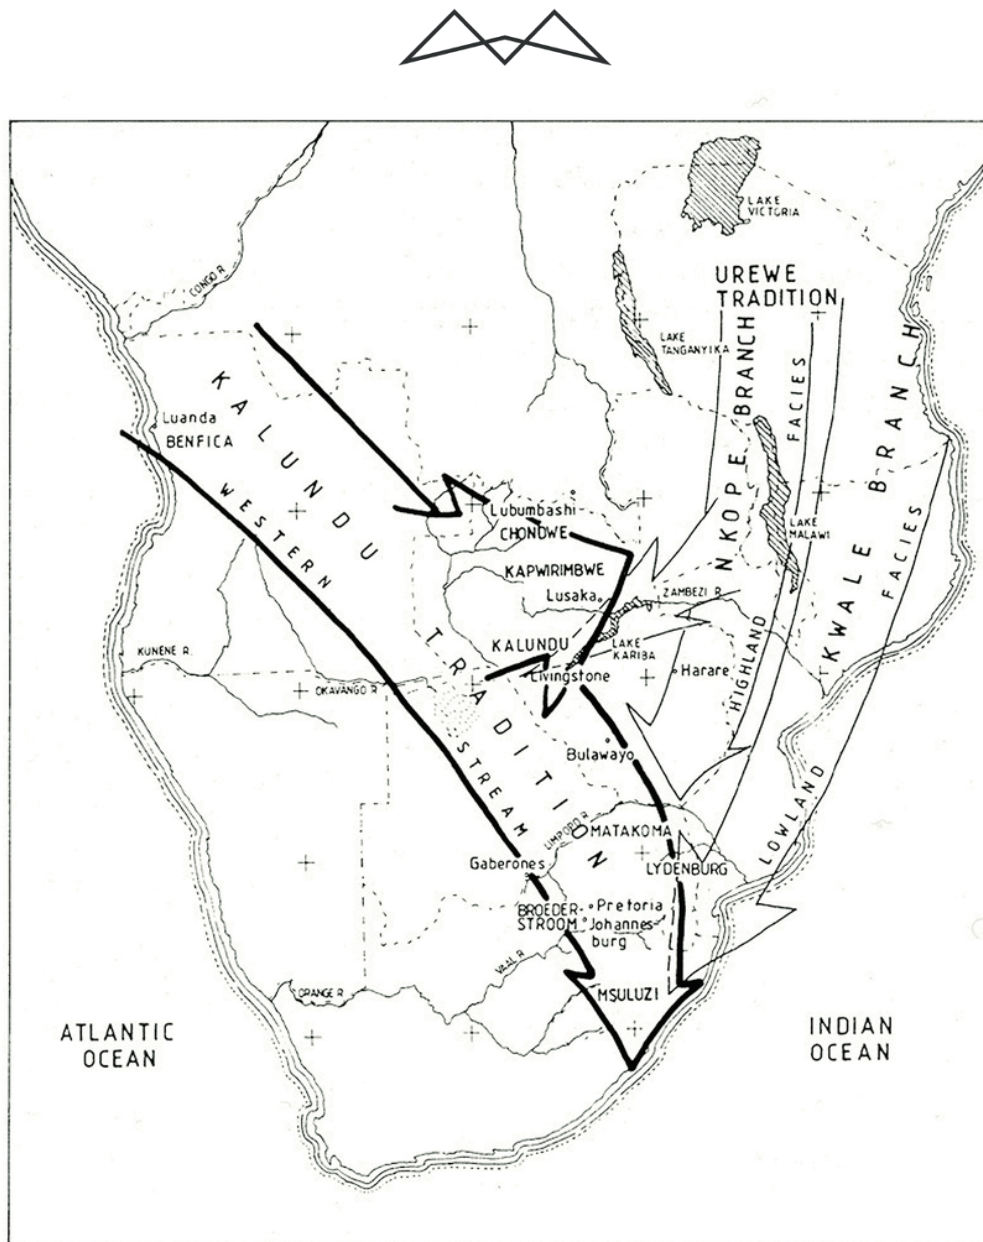 LAKE
VICTORIA
CONGO R.
UREWE
TRADITION
LAKE
TANGANYIKA
NKOPE BRANCH
HIGHLAND FACIES
KWALE BRANCH
LOWLAND FACIES
KALUNDU TRADITION
Luanda
BENFICA
WESTERN STREAM
Lubumbashi
CHONDWE
LAKE
MALAWI
KAPWIRIMBWE
Lusaka
ZAMBEZI R
KALUNDU
LAKE
KARIBA
KUNENE R.
Livingstone
Harare
OKAVANGO R
Bulawayo
LIMPOPO R
MATAKOMA
Gaberones
LYDENBURG
BROEDER
STROOM
Pretoria
Johannes-
burg
VAAL R
ORANGE R
MSULUZI
ATLANTIC
OCEAN
INDIAN
OCEAN